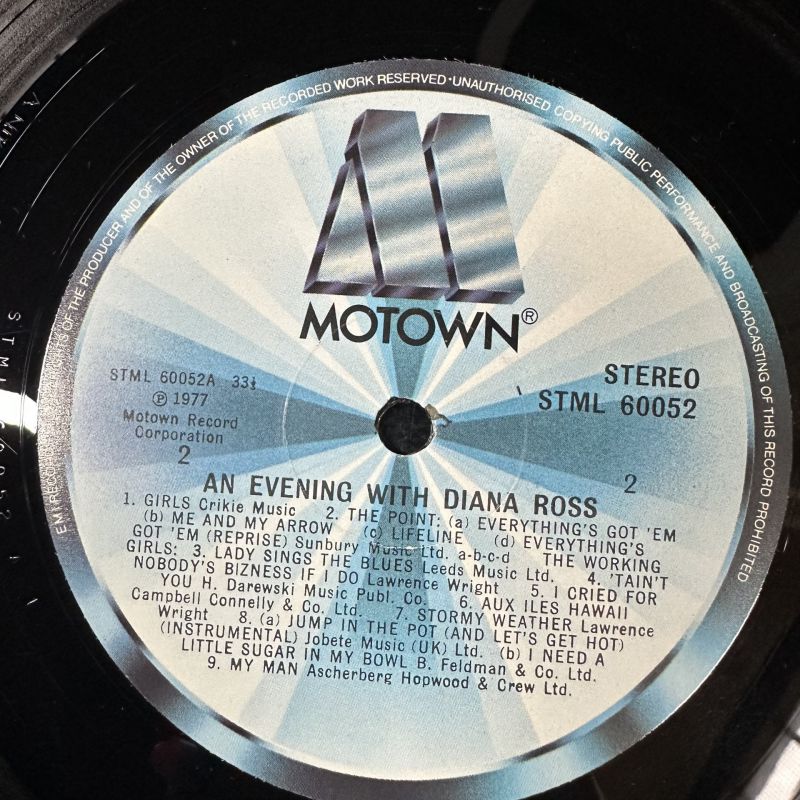 EMI RECORDS
OF THE PRODUCER AND OF THE OWNER OF THE RECORDED WORK RESERVED · UNAUTHORISED COPYING PUBLIC PERFORMANCE AND BROADCASTING OF THIS RECORD PROHIBITED
MOTOWN®
STML 60052A 33⅓
℗ 1977
Motown Record
Corporation
2
STEREO
STML 60052
2
AN EVENING WITH DIANA ROSS
1. GIRLS Crikie Music 2. THE POINT: (a) EVERYTHING'S GOT 'EM
(b) ME AND MY ARROW (c) LIFELINE (d) EVERYTHING'S
GOT 'EM (REPRISE) Sunbury Music Ltd. a-b-c-d THE WORKING
GIRLS: 3. LADY SINGS THE BLUES Leeds Music Ltd. 4. 'TAIN'T
NOBODY'S BIZNESS IF I DO Lawrence Wright 5. I CRIED FOR
YOU H. Darewski Music Publ. Co. 6. AUX ILES HAWAII
Campbell Connelly & Co. Ltd. 7. STORMY WEATHER Lawrence
Wright 8. (a) JUMP IN THE POT (AND LET'S GET HOT)
(INSTRUMENTAL) Jobete Music (UK) Ltd. (b) I NEED A
LITTLE SUGAR IN MY BOWL B. Feldman & Co. Ltd.
9. MY MAN Ascherberg Hopwood & Crew Ltd.